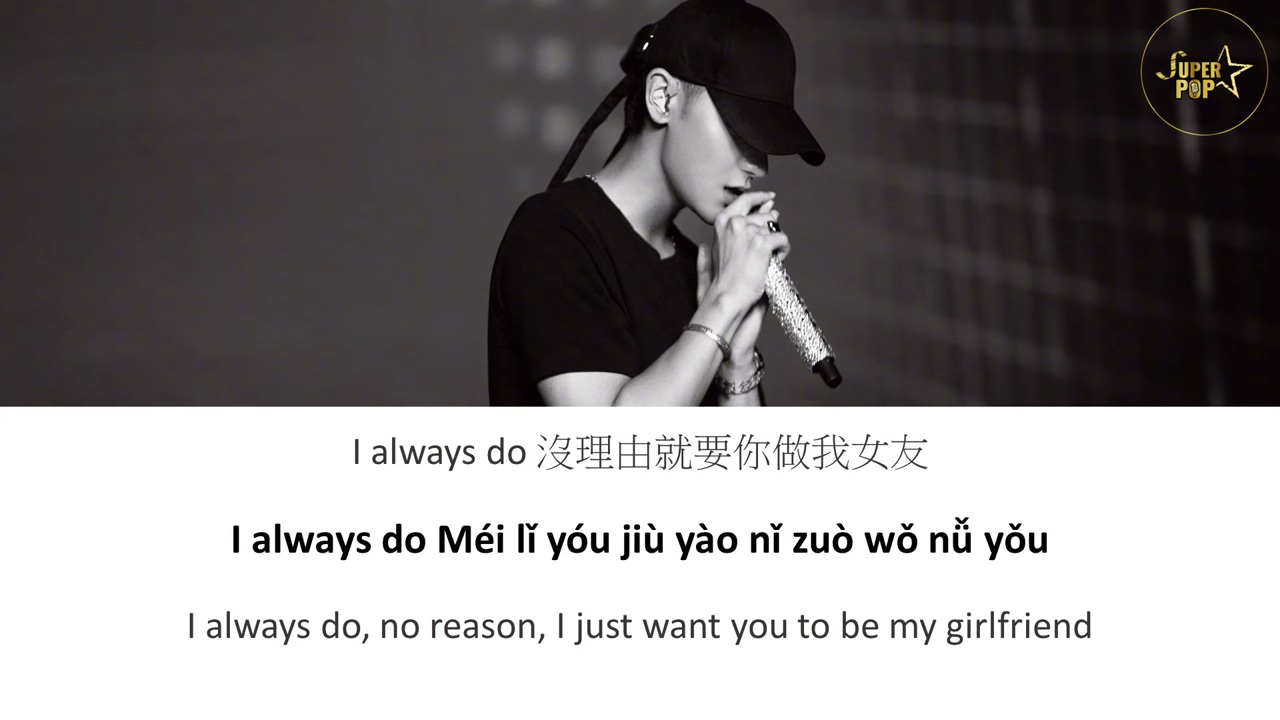 SUPER
POP
I always do 沒理由就要你做我女友
I always do Méi lǐ yóu jiù yào nǐ zuò wǒ nǚ yǒu
I always do, no reason, I just want you to be my girlfriend